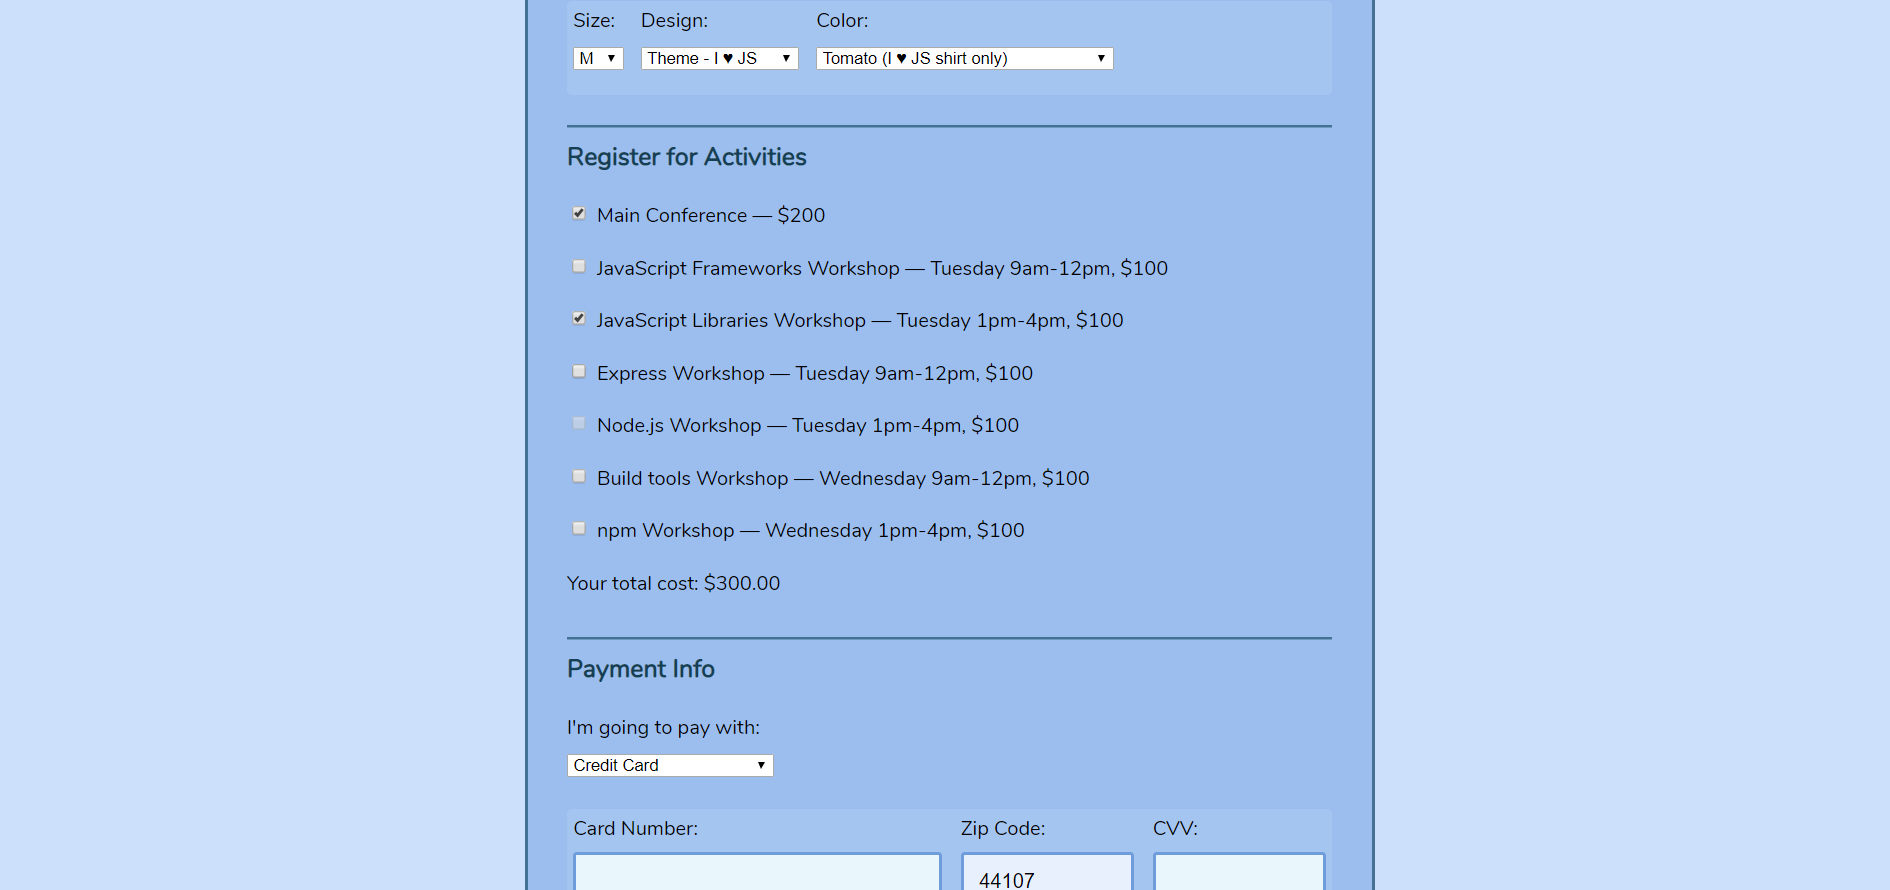 Size: Design: Color:
M Theme - I ♥ JS Tomato (I ♥ JS shirt only)
Register for Activities
Main Conference — $200
JavaScript Frameworks Workshop — Tuesday 9am-12pm, $100
JavaScript Libraries Workshop — Tuesday 1pm-4pm, $100
Express Workshop — Tuesday 9am-12pm, $100
Node.js Workshop — Tuesday 1pm-4pm, $100
Build tools Workshop — Wednesday 9am-12pm, $100
npm Workshop — Wednesday 1pm-4pm, $100
Your total cost: $300.00
Payment Info
I'm going to pay with:
Credit Card
Card Number: Zip Code: CVV:
44107